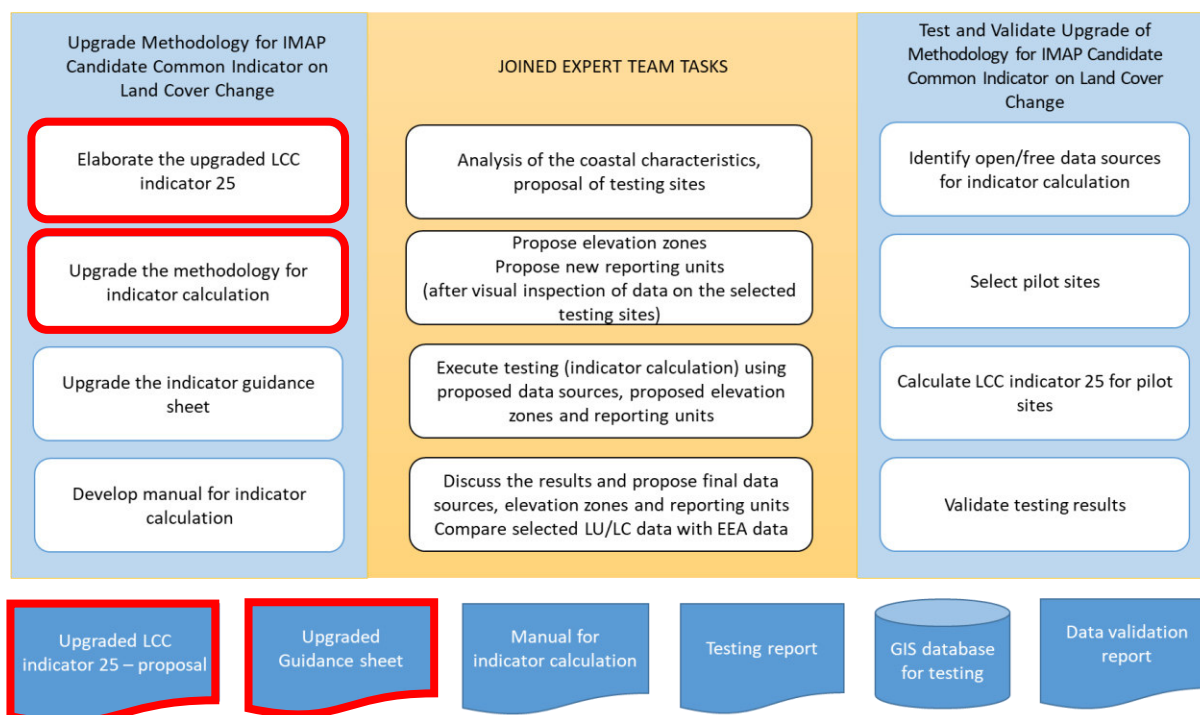 Upgrade Methodology for IMAP
Candidate Common Indicator on
Land Cover Change
Elaborate the upgraded LCC
indicator 25
Upgrade the methodology for
indicator calculation
Upgrade the indicator guidance
sheet
Develop manual for indicator
calculation
JOINED EXPERT TEAM TASKS
Analysis of the coastal characteristics,
proposal of testing sites
Propose elevation zones
Propose new reporting units
(after visual inspection of data on the selected
testing sites)
Execute testing (indicator calculation) using
proposed data sources, proposed elevation
zones and reporting units
Discuss the results and propose final data
sources, elevation zones and reporting units
Compare selected LU/LC data with EEA data
Test and Validate Upgrade of
Methodology for IMAP Candidate
Common Indicator on Land Cover
Change
Identify open/free data sources
for indicator calculation
Select pilot sites
Calculate LCC indicator 25 for pilot
sites
Validate testing results
Upgraded LCC
indicator 25 – proposal
Upgraded
Guidance sheet
Manual for
indicator calculation
Testing report
GIS database
for testing
Data validation
report